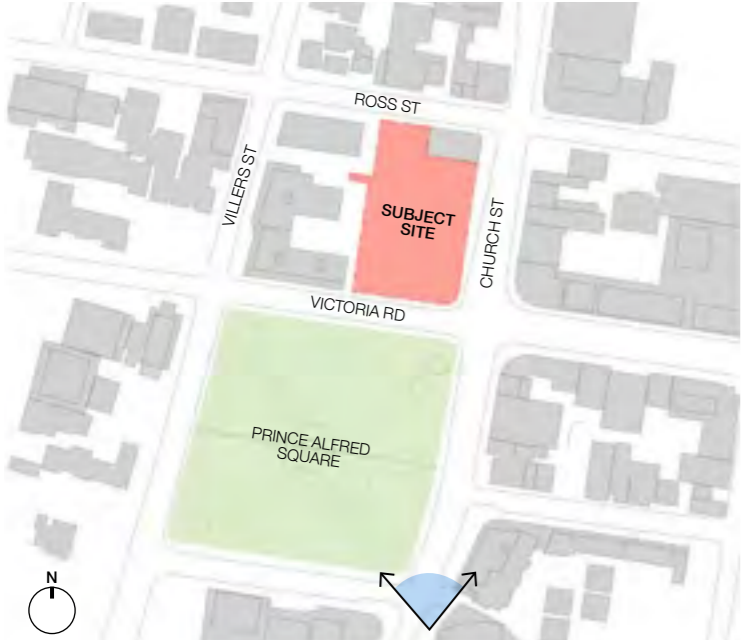 ROSS ST
VILLERS ST
SUBJECT
SITE
CHURCH ST
VICTORIA RD
PRINCE ALFRED
SQUARE
N